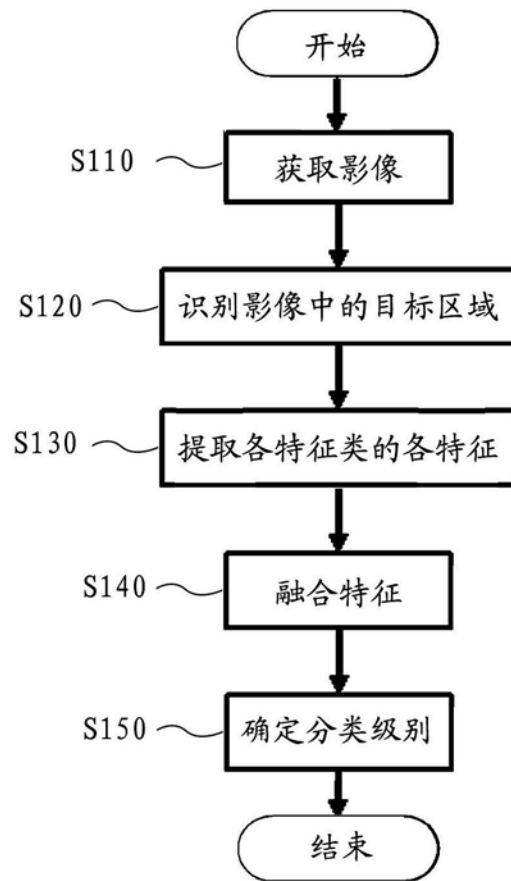 开始
S110
获取影像
S120
识别影像中的目标区域
S130
提取各特征类的各特征
S140
融合特征
S150
确定分类级别
结束